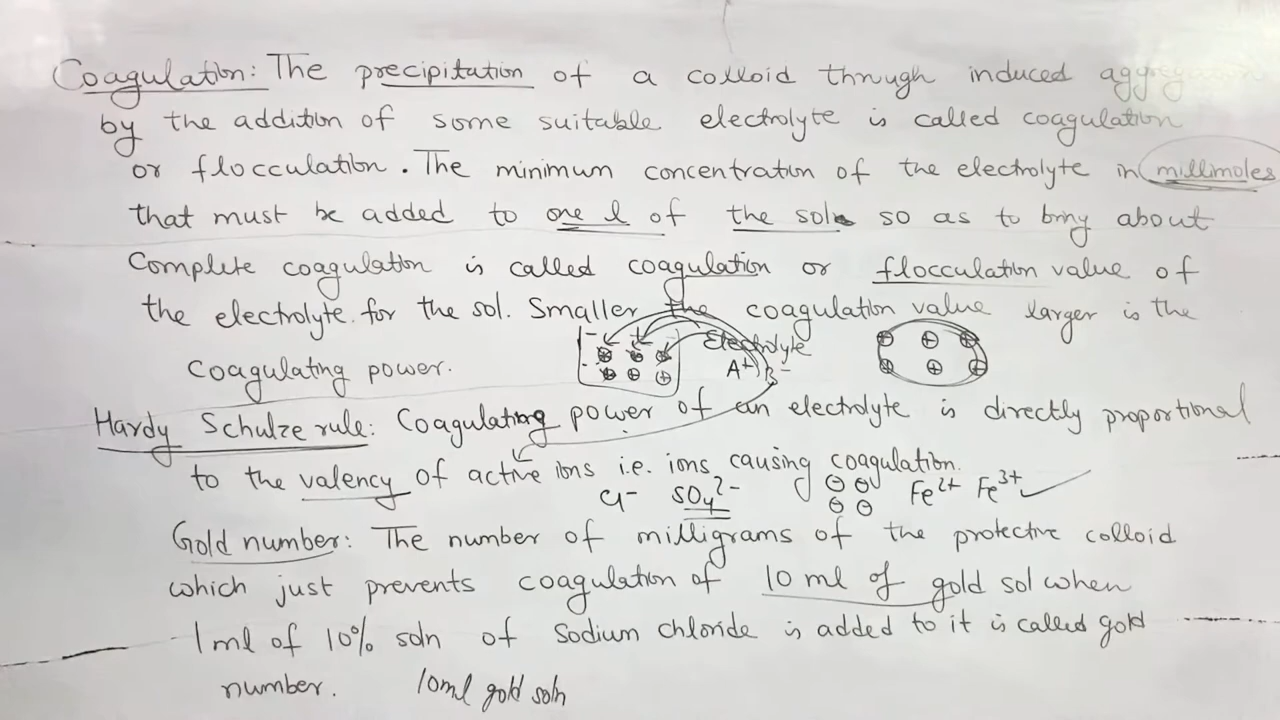 Coagulation: The precipitation of a colloid through induced aggregation
by the addition of some suitable electrolyte is called coagulation
or flocculation. The minimum concentration of the electrolyte in millimoles
that must be added to one l of the sol so as to bring about
Complete coagulation is called coagulation or flocculation value of
the electrolyte for the sol. Smaller the coagulation value larger is the
Electrolyte
coagulating power. A+ B-
Hardy Schulze rule: Coagulating power of an electrolyte is directly proportional
to the valency of active ions i.e. ions causing coagulation.
Cl- SO4 2- Fe2+ Fe3+
Gold number: The number of milligrams of the protective colloid
which just prevents coagulation of 10 ml of gold sol when
1 ml of 10% soln of Sodium chloride is added to it is called gold
number. 10ml gold soln